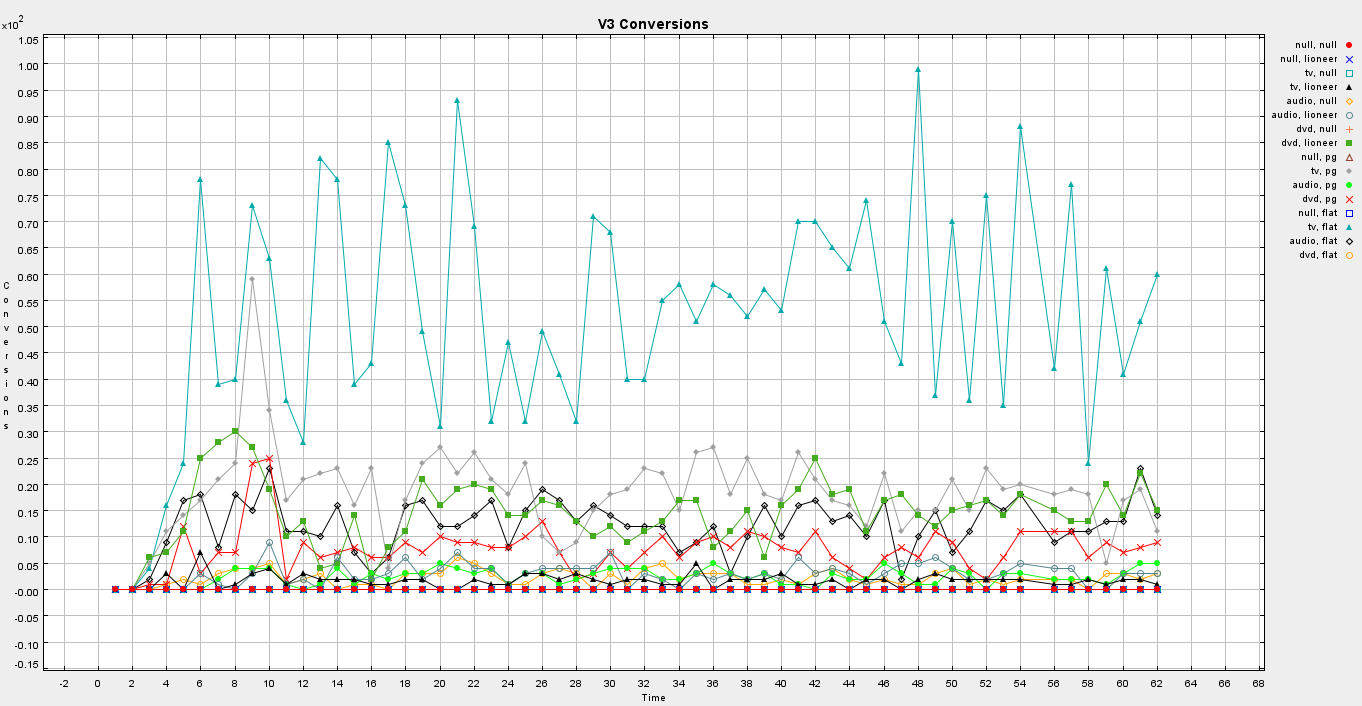 V3 Conversions
×10²
1.05
1.00
0.95
0.90
0.85
0.80
0.75
0.70
0.65
0.60
0.55
0.50
0.45
0.40
0.35
0.30
0.25
0.20
0.15
0.10
0.05
-0.00
-0.05
-0.10
-0.15
Conversions
-2 0 2 4 6 8 10 12 14 16 18 20 22 24 26 28 30 32 34 36 38 40 42 44 46 48 50 52 54 56 58 60 62 64 66 68
Time
null, null
null, lioneer
tv, null
tv, lioneer
audio, null
audio, lioneer
dvd, null
dvd, lioneer
null, pg
tv, pg
audio, pg
dvd, pg
null, flat
tv, flat
audio, flat
dvd, flat